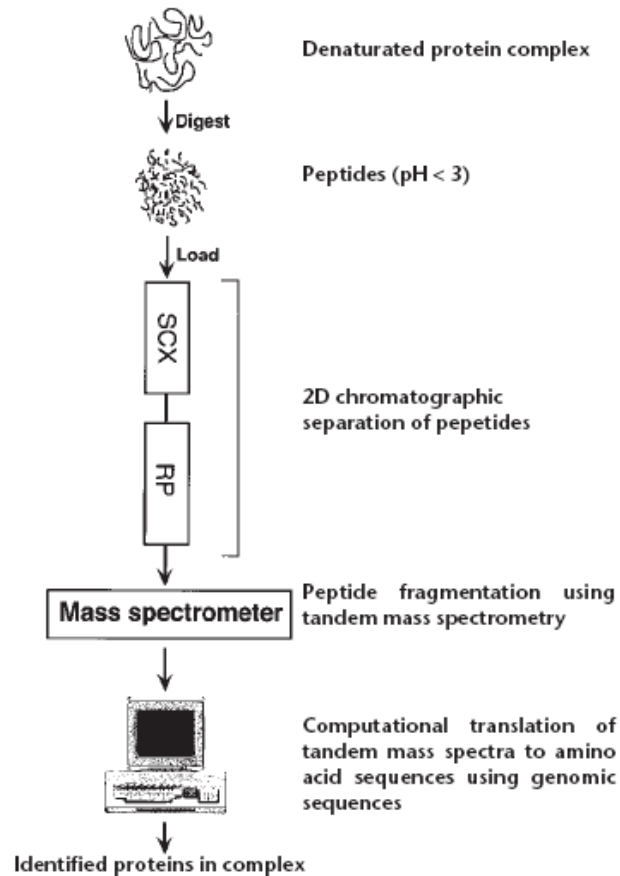 Denaturated protein complex
Digest
Peptides (pH < 3)
Load
SCX
2D chromatographic
separation of pepetides
RP
Mass spectrometer
Peptide fragmentation using
tandem mass spectrometry
Computational translation of
tandem mass spectra to amino
acid sequences using genomic
sequences
Identified proteins in complex